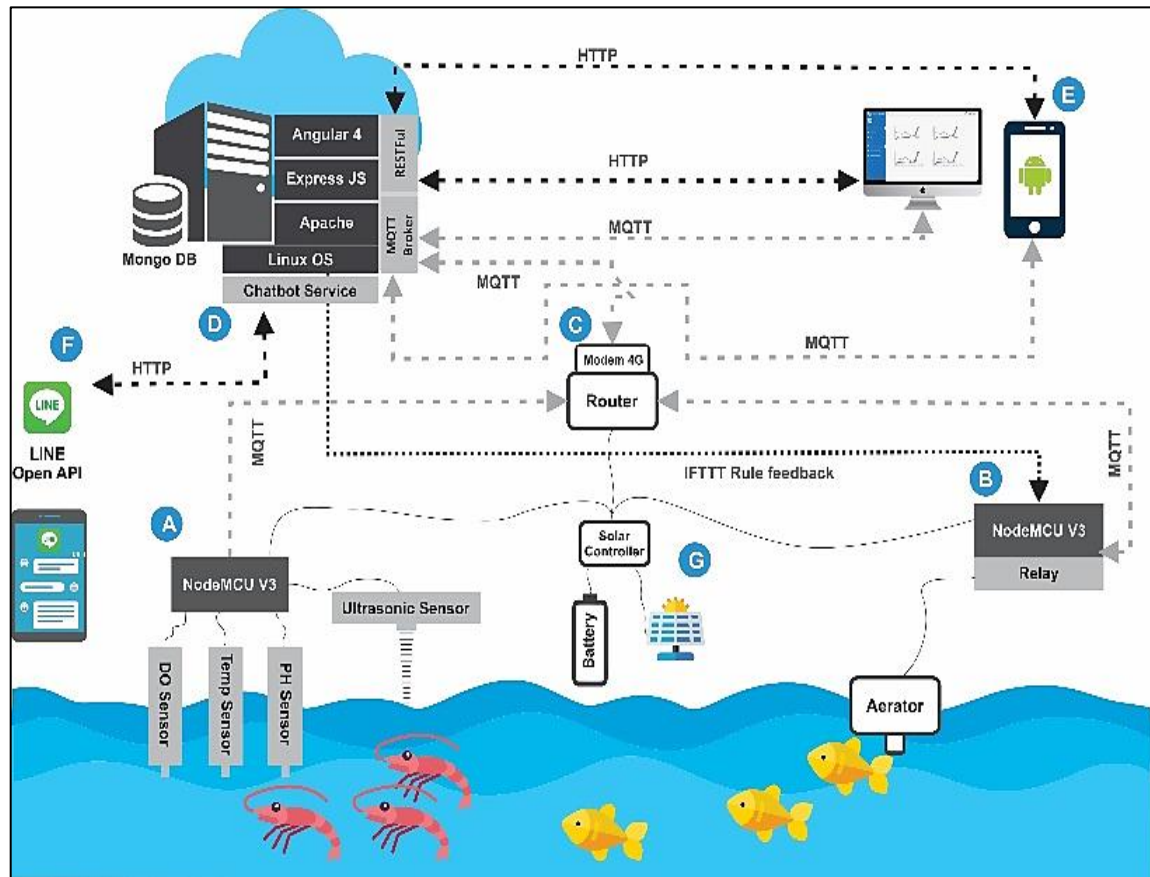 HTTP
E
Angular 4
RESTFul
Express JS
HTTP
Apache
MQTT
Broker
MQTT
Mongo DB
Linux OS
MQTT
Chatbot Service
D
C
F
HTTP
Modem 4G
MQTT
LINE
Router
LINE
Open API
MQTT
MQTT
IFTTT Rule feedback
B
A
NodeMCU V3
Solar
Controller
G
NodeMCU V3
Relay
Ultrasonic Sensor
Battery
DO Sensor
Temp Sensor
PH Sensor
Aerator